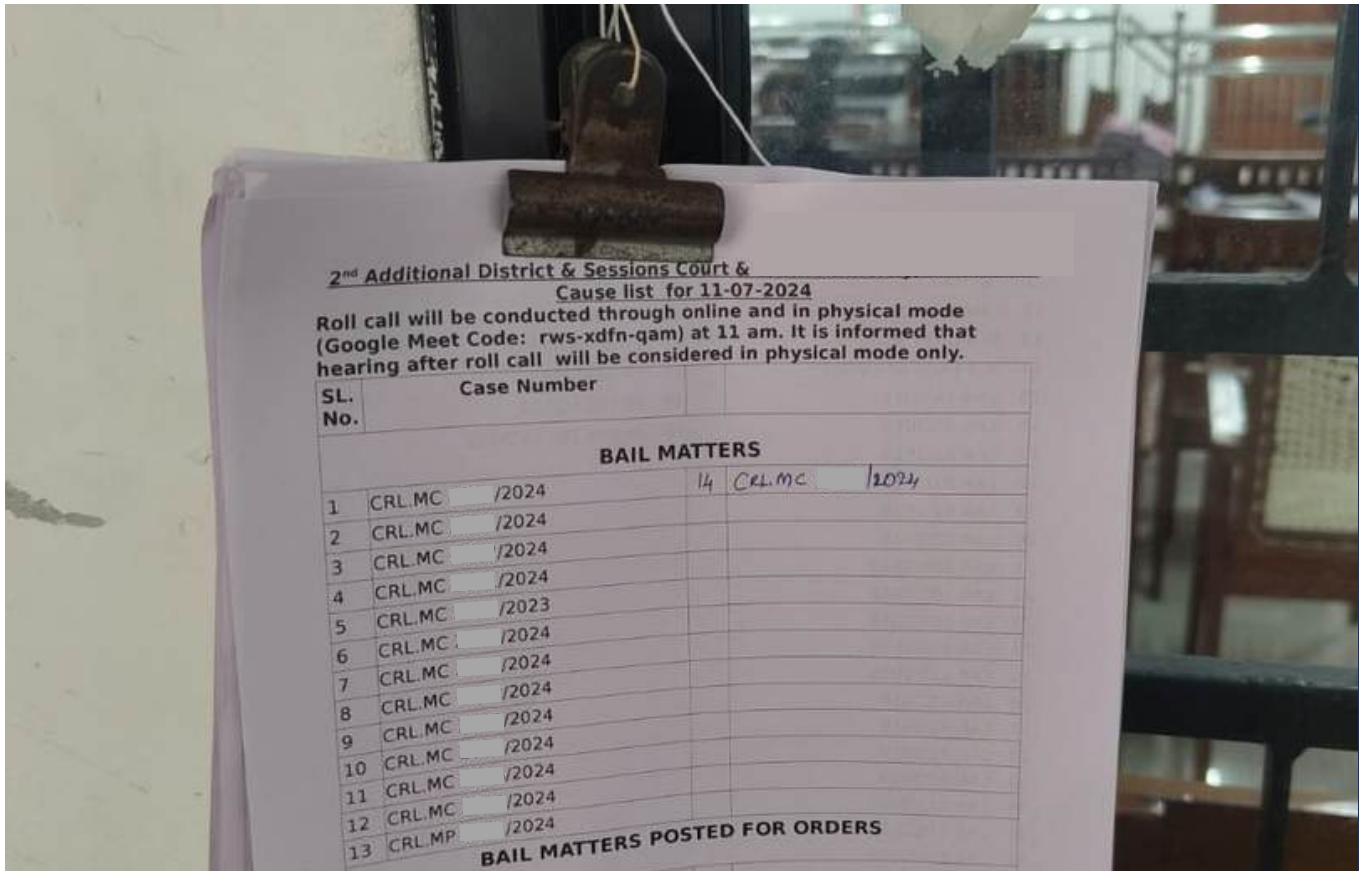 2nd Additional District & Sessions Court &
Cause list for 11-07-2024
Roll call will be conducted through online and in physical mode
(Google Meet Code: rws-xdfn-qam) at 11 am. It is informed that
hearing after roll call will be considered in physical mode only.
SL. No. Case Number
BAIL MATTERS
1 CRL.MC /2024 14 CRL.MC /2024
2 CRL.MC /2024
3 CRL.MC /2024
4 CRL.MC /2024
5 CRL.MC /2023
6 CRL.MC /2024
7 CRL.MC /2024
8 CRL.MC /2024
9 CRL.MC /2024
10 CRL.MC /2024
11 CRL.MC /2024
12 CRL.MC /2024
13 CRL.MP /2024
BAIL MATTERS POSTED FOR ORDERS